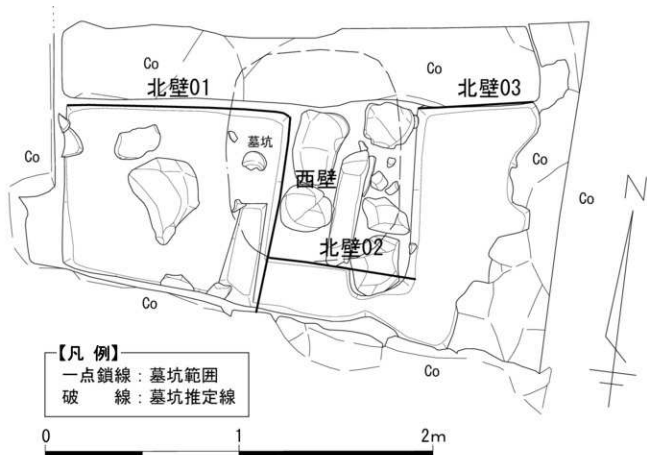 Co
Co
北壁01
北壁03
墓坑
Co
Co
Co
西壁
N
北壁02
Co
Co
【凡 例】
一点鎖線：墓坑範囲
破　　線：墓坑推定線
0 1 2m